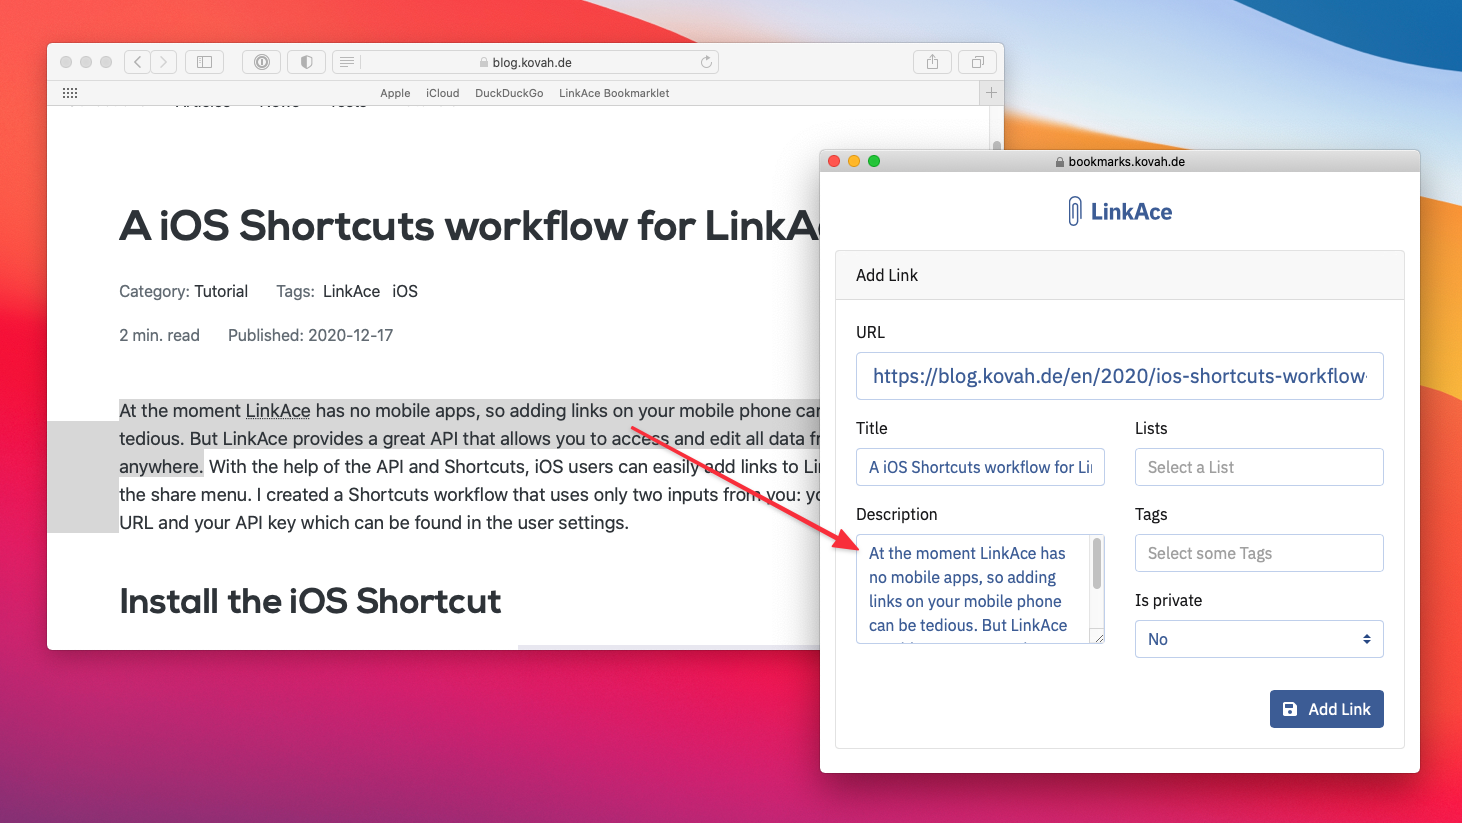 blog.kovah.de
Apple iCloud DuckDuckGo LinkAce Bookmarklet
Articles News Tests
A iOS Shortcuts workflow for LinkA
Category: Tutorial Tags: LinkAce iOS
2 min. read Published: 2020-12-17
At the moment LinkAce has no mobile apps, so adding links on your mobile phone can
tedious. But LinkAce provides a great API that allows you to access and edit all data fr
anywhere. With the help of the API and Shortcuts, iOS users can easily add links to Li
the share menu. I created a Shortcuts workflow that uses only two inputs from you: yo
URL and your API key which can be found in the user settings.
Install the iOS Shortcut
bookmarks.kovah.de
LinkAce
Add Link
URL
https://blog.kovah.de/en/2020/ios-shortcuts-workflow-
Title
A iOS Shortcuts workflow for Li
Lists
Select a List
Description
At the moment LinkAce has
no mobile apps, so adding
links on your mobile phone
can be tedious. But LinkAce
Tags
Select some Tags
Is private
No
Add Link